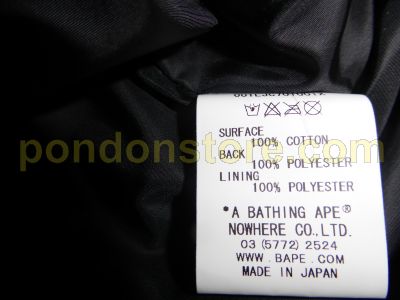 SURFACE
100% COTTON
BACK
100% POLYESTER
LINING
100% POLYESTER
*A BATHING APE®
NOWHERE CO.,LTD.
03 (5772) 2524
WWW.BAPE.COM
MADE IN JAPAN
pondonstore.com